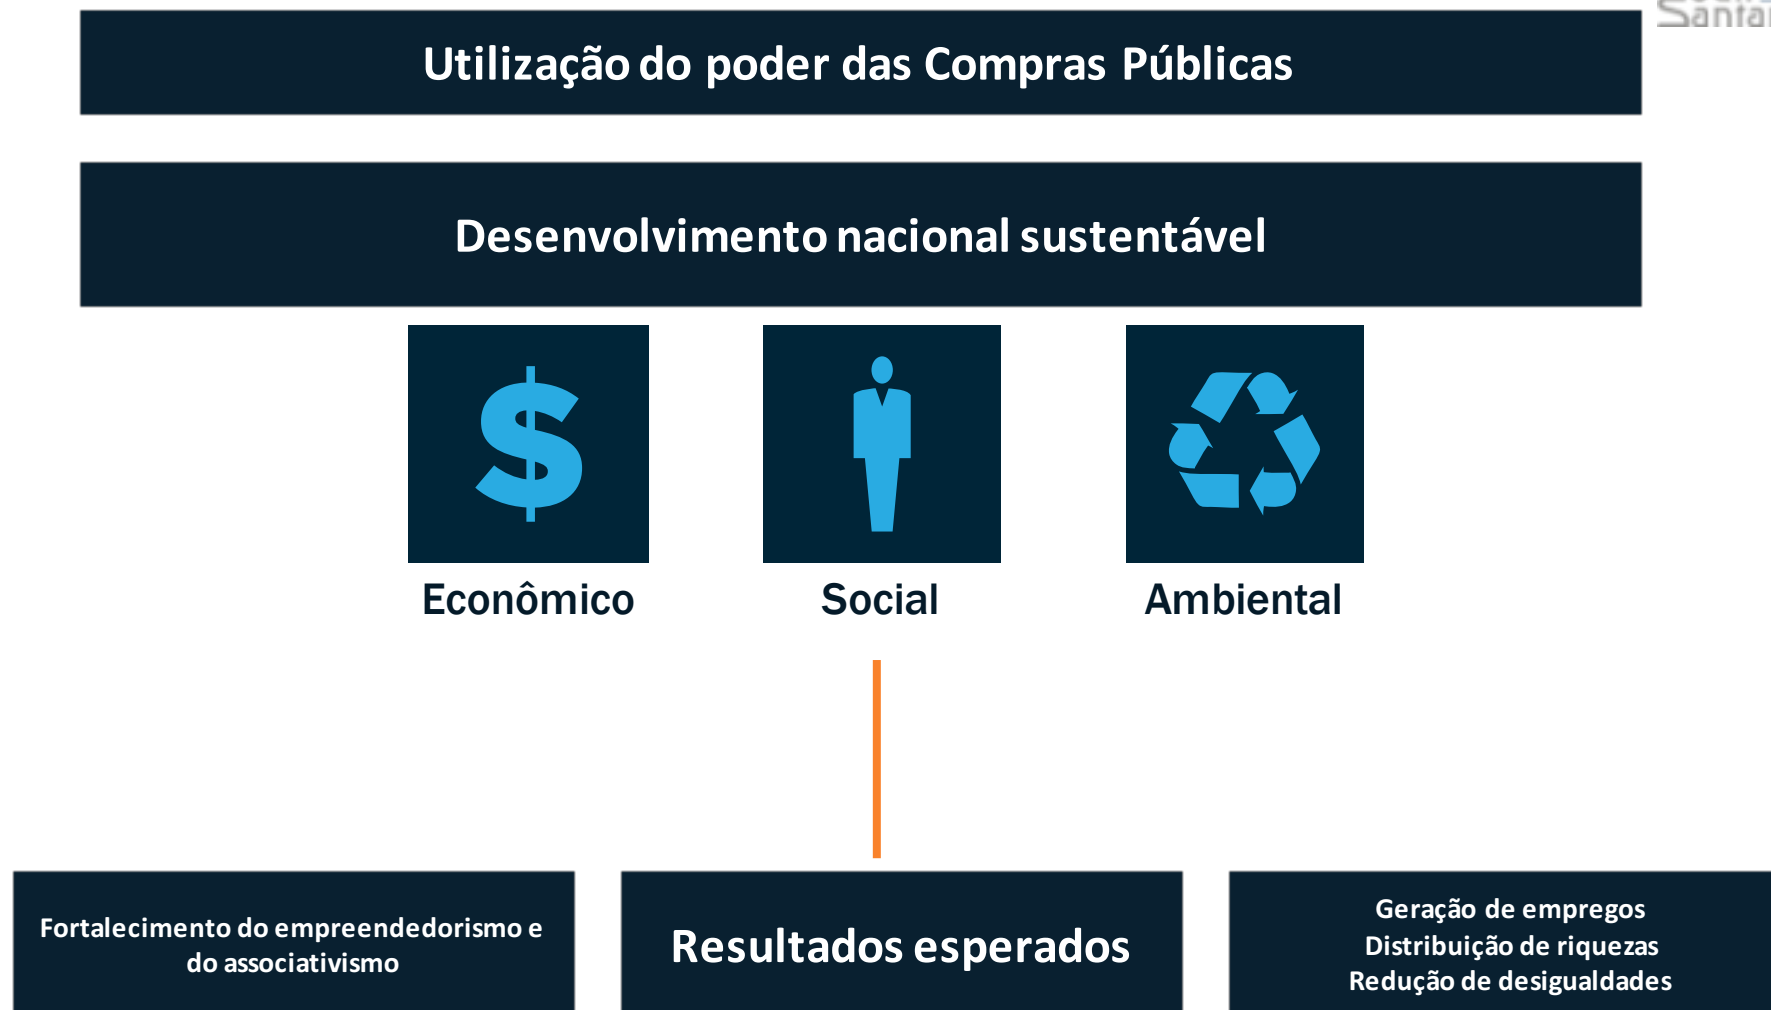 Utilização do poder das Compras Públicas
Desenvolvimento nacional sustentável
$
Econômico
Social
Ambiental
Fortalecimento do empreendedorismo e
do associativismo
Resultados esperados
Geração de empregos
Distribuição de riquezas
Redução de desigualdades